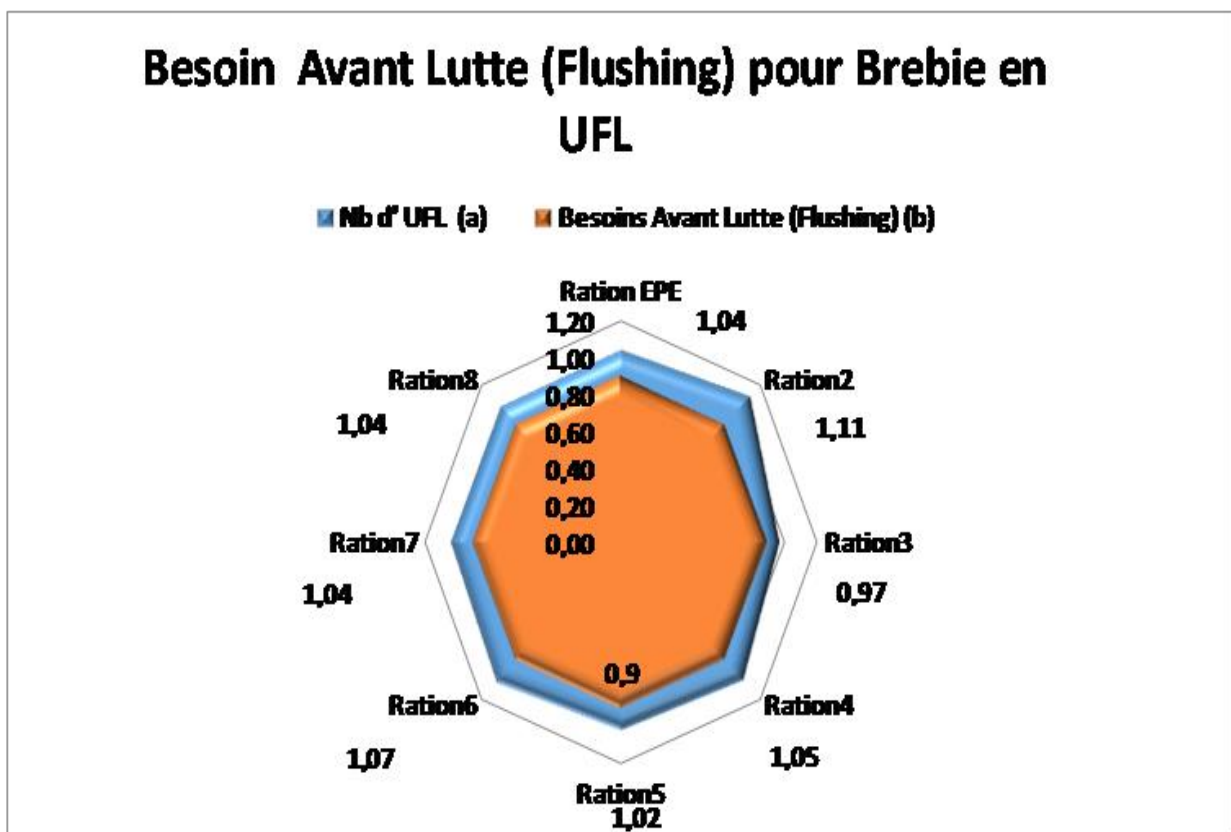 Besoin Avant Lutte (Flushing) pour Brebie en
UFL
Nb d' UFL (a) Besoins Avant Lutte (Flushing) (b)
Ration EPE
1,20
1,04
1,00
0,80
0,60
0,40
0,20
0,00
Ration2
1,11
Ration3
0,97
Ration4
1,05
0,9
Ration5
1,02
Ration6
1,07
Ration7
1,04
Ration8
1,04